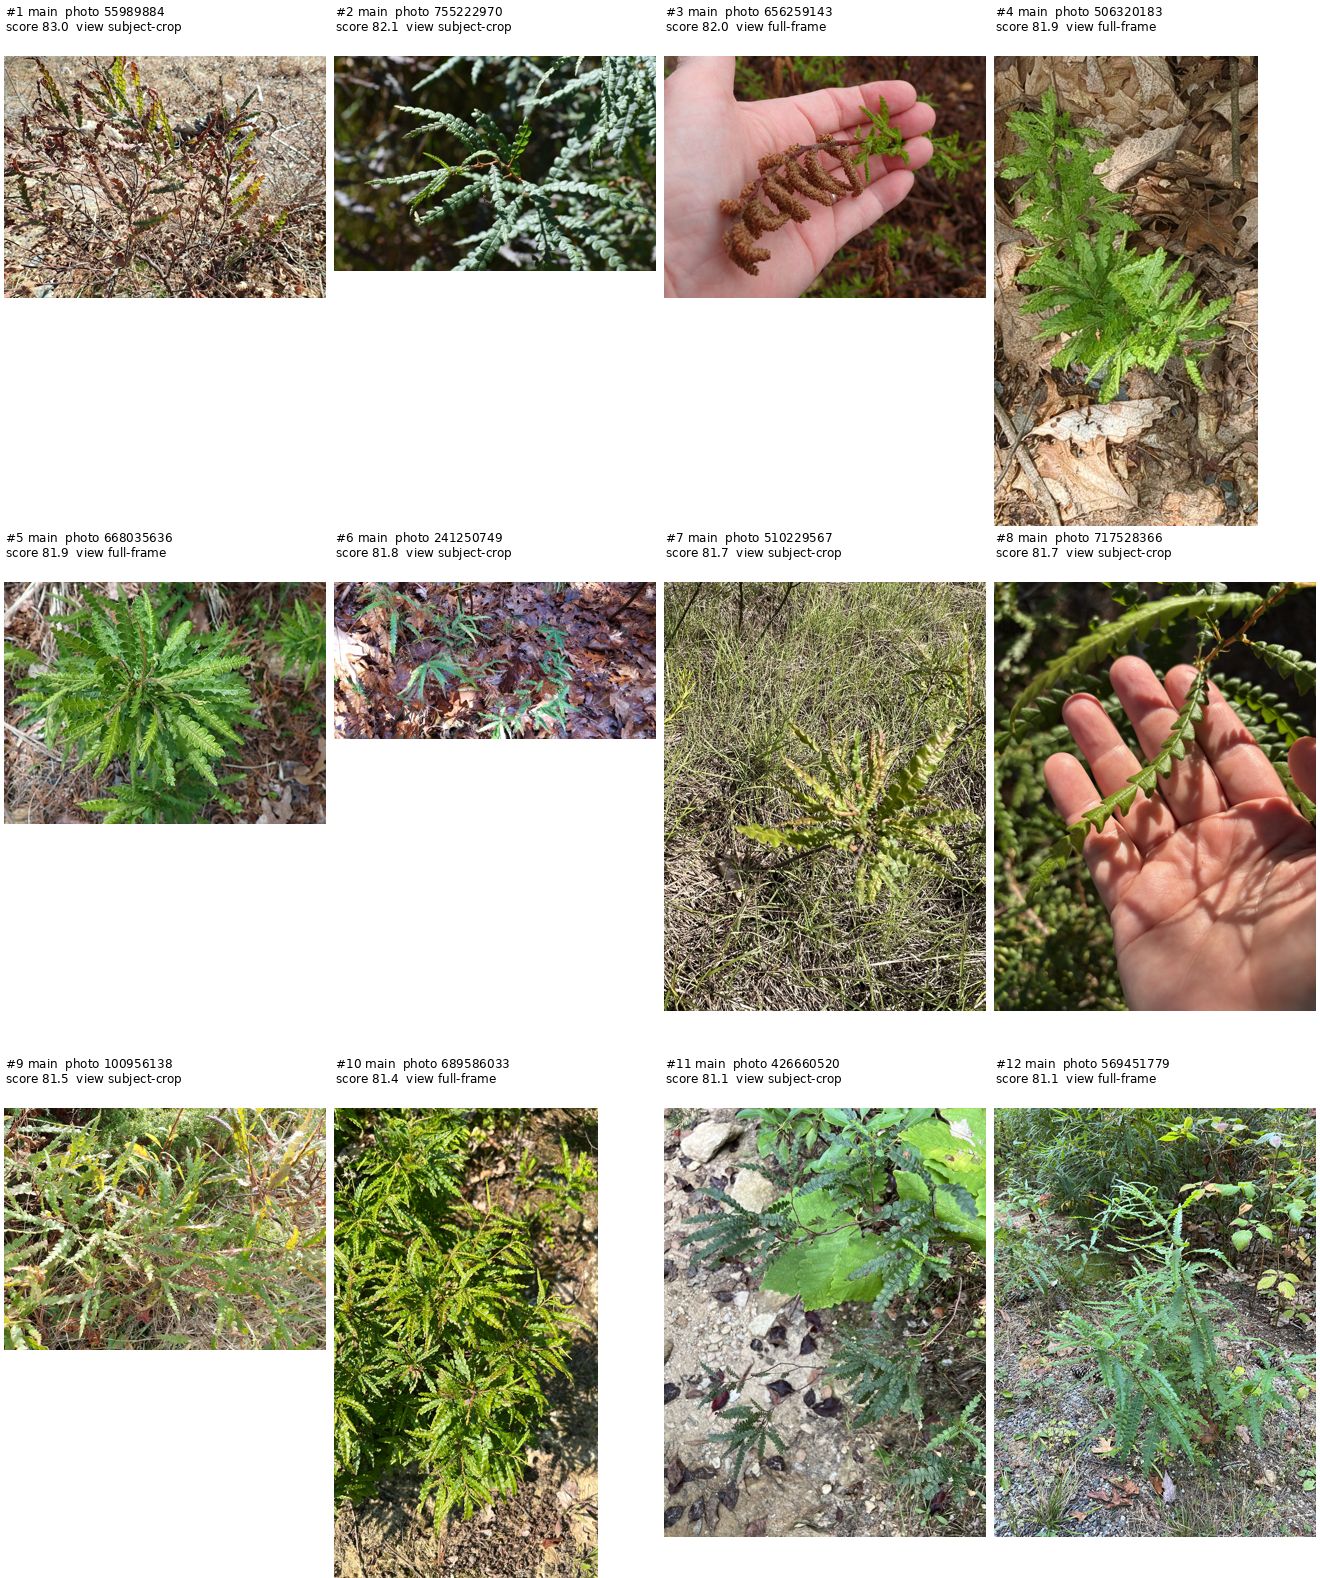 #1 main photo 55989884
score 83.0 view subject-crop
#2 main photo 755222970
score 82.1 view subject-crop
#3 main photo 656259143
score 82.0 view full-frame
#4 main photo 506320183
score 81.9 view full-frame
#5 main photo 668035636
score 81.9 view full-frame
#6 main photo 241250749
score 81.8 view subject-crop
#7 main photo 510229567
score 81.7 view subject-crop
#8 main photo 717528366
score 81.7 view subject-crop
#9 main photo 100956138
score 81.5 view subject-crop
#10 main photo 689586033
score 81.4 view full-frame
#11 main photo 426660520
score 81.1 view subject-crop
#12 main photo 569451779
score 81.1 view full-frame